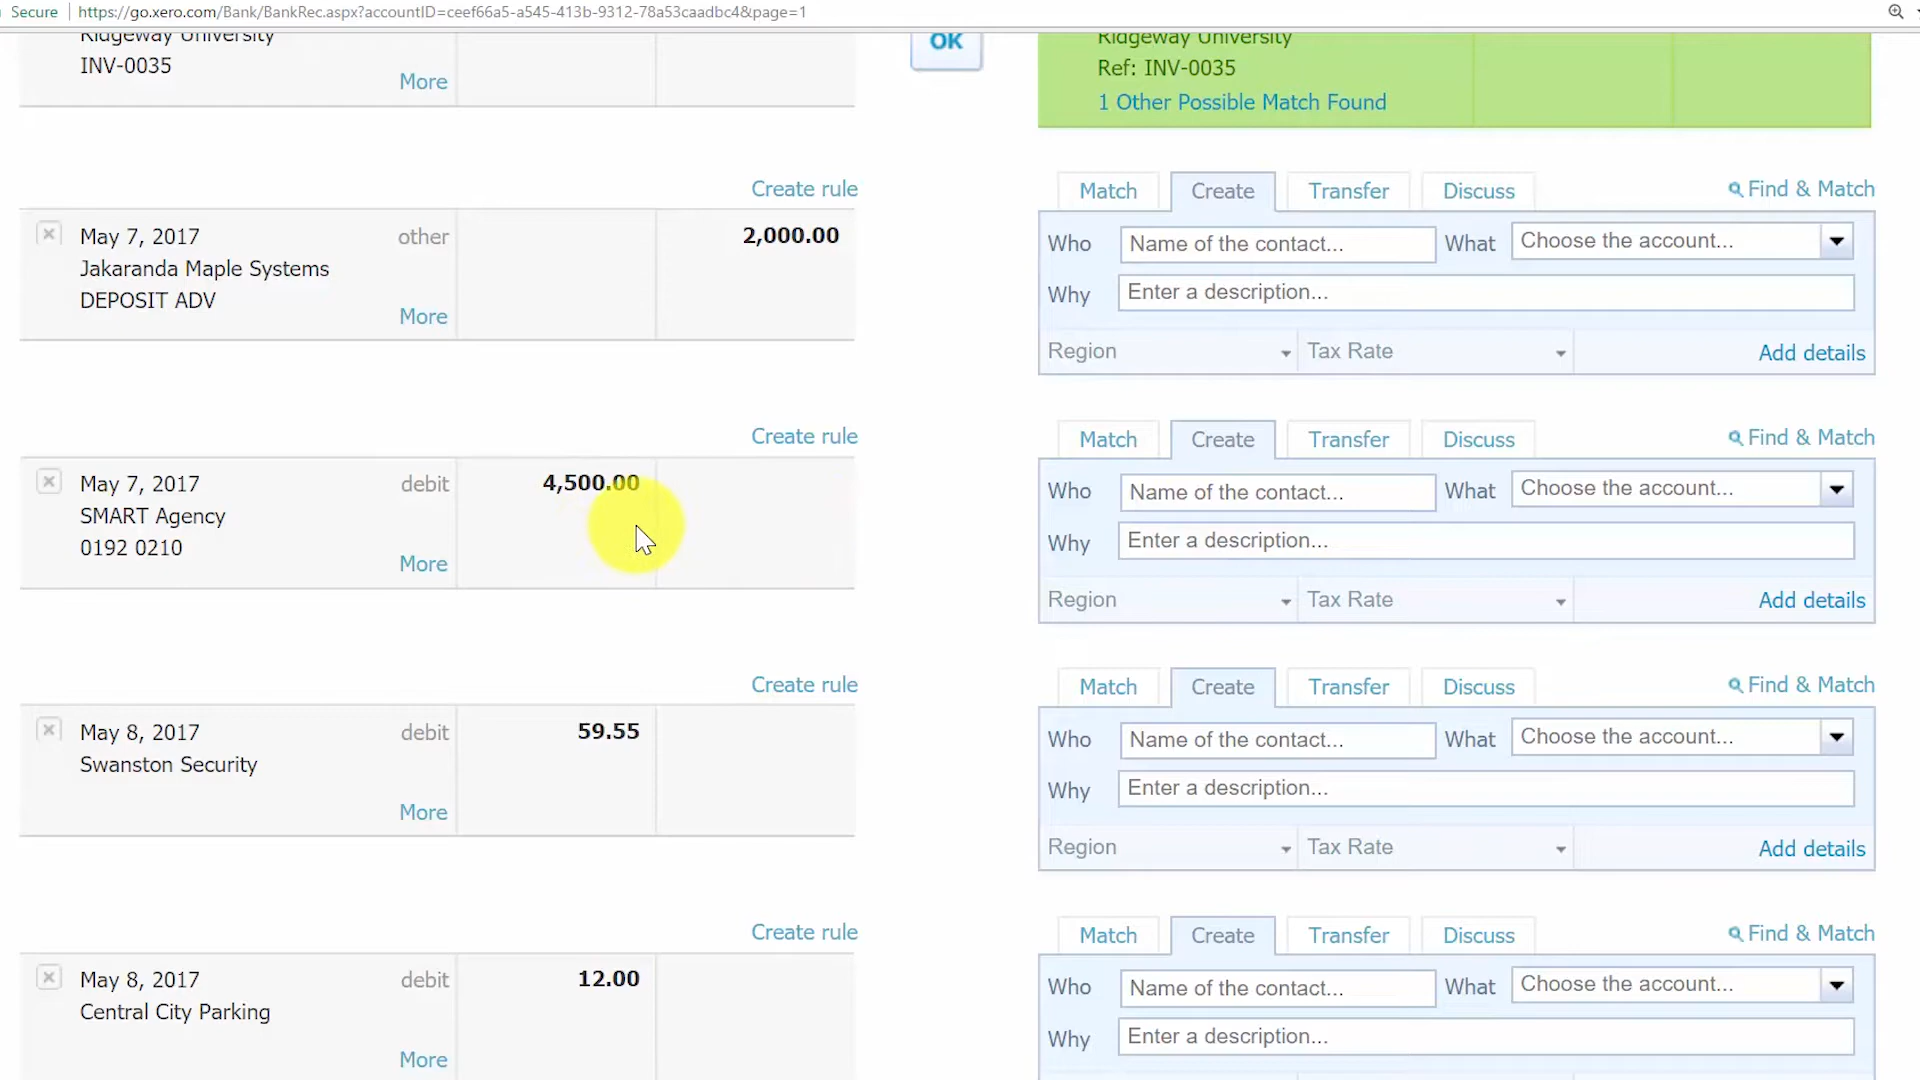 Secure https://go.xero.com/Bank/BankRec.aspx?accountID=ceef66a5-a545-413b-9312-78a53caadbc4&page=1
Ridgeway University
INV-0035
More
OK
Ridgeway University
Ref: INV-0035
1 Other Possible Match Found
Create rule
May 7, 2017 other 2,000.00
Jakaranda Maple Systems
DEPOSIT ADV
More
Match Create Transfer Discuss Find & Match
Who Name of the contact... What Choose the account...
Why Enter a description...
Region Tax Rate Add details
Create rule
May 7, 2017 debit 4,500.00
SMART Agency
0192 0210
More
Match Create Transfer Discuss Find & Match
Who Name of the contact... What Choose the account...
Why Enter a description...
Region Tax Rate Add details
Create rule
May 8, 2017 debit 59.55
Swanston Security
More
Match Create Transfer Discuss Find & Match
Who Name of the contact... What Choose the account...
Why Enter a description...
Region Tax Rate Add details
Create rule
May 8, 2017 debit 12.00
Central City Parking
More
Match Create Transfer Discuss Find & Match
Who Name of the contact... What Choose the account...
Why Enter a description...